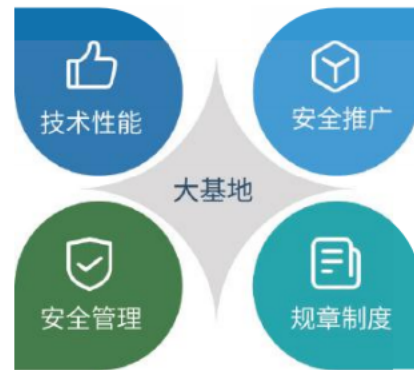 技术性能
安全推广
大基地
安全管理
规章制度